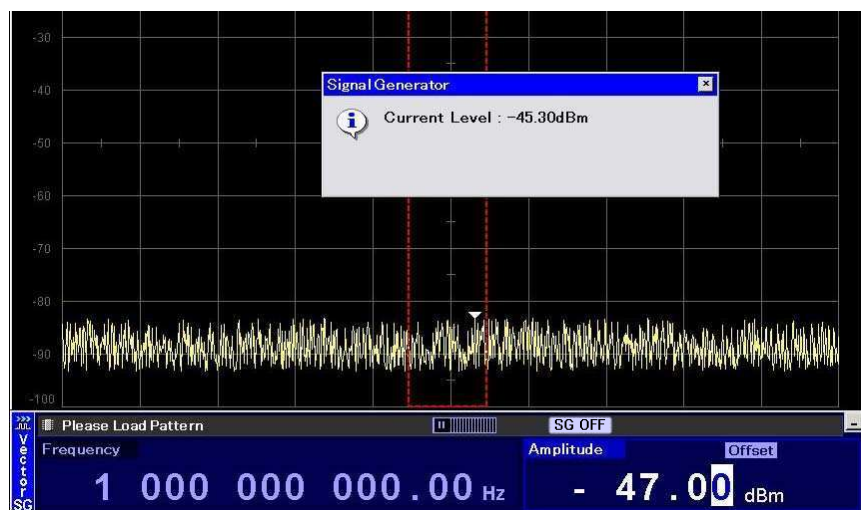 -30
-40
-50
-60
-70
-80
-90
-100
Signal Generator
Current Level : -45.30dBm
Vector SG
Please Load Pattern
SG OFF
Frequency
1 000 000 000.00 Hz
Amplitude
Offset
- 47.00 dBm